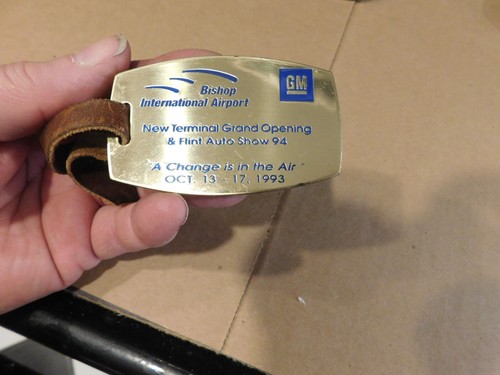 Bishop
International Airport
GM
New Terminal Grand Opening
& Flint Auto Show 94
"A Change is in the Air"
OCT. 13 - 17, 1993